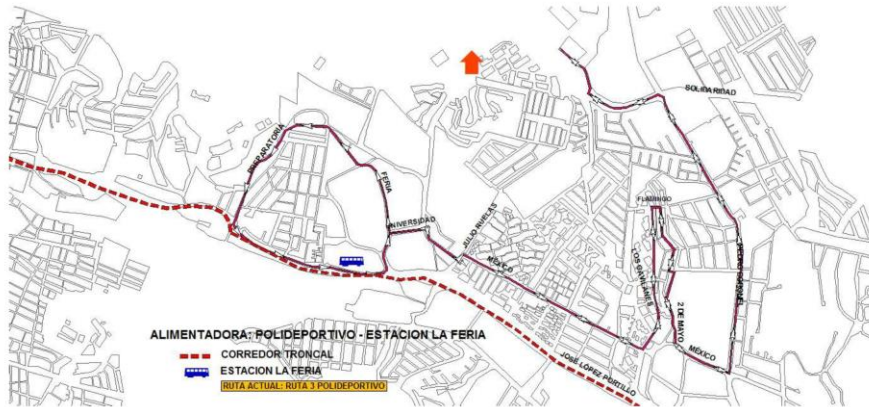 SOLIDARIDAD
PREPARATORIA
FERIA
FLAMINGO
UNIVERSIDAD
JULIO RUELAS
MÉXICO
LOS GAVILANES
2 DE MAYO
MÉXICO
JOSÉ LÓPEZ PORTILLO
ALIMENTADORA: POLIDEPORTIVO - ESTACION LA FERIA
CORREDOR TRONCAL
ESTACION LA FERIA
RUTA ACTUAL: RUTA 3 POLIDEPORTIVO